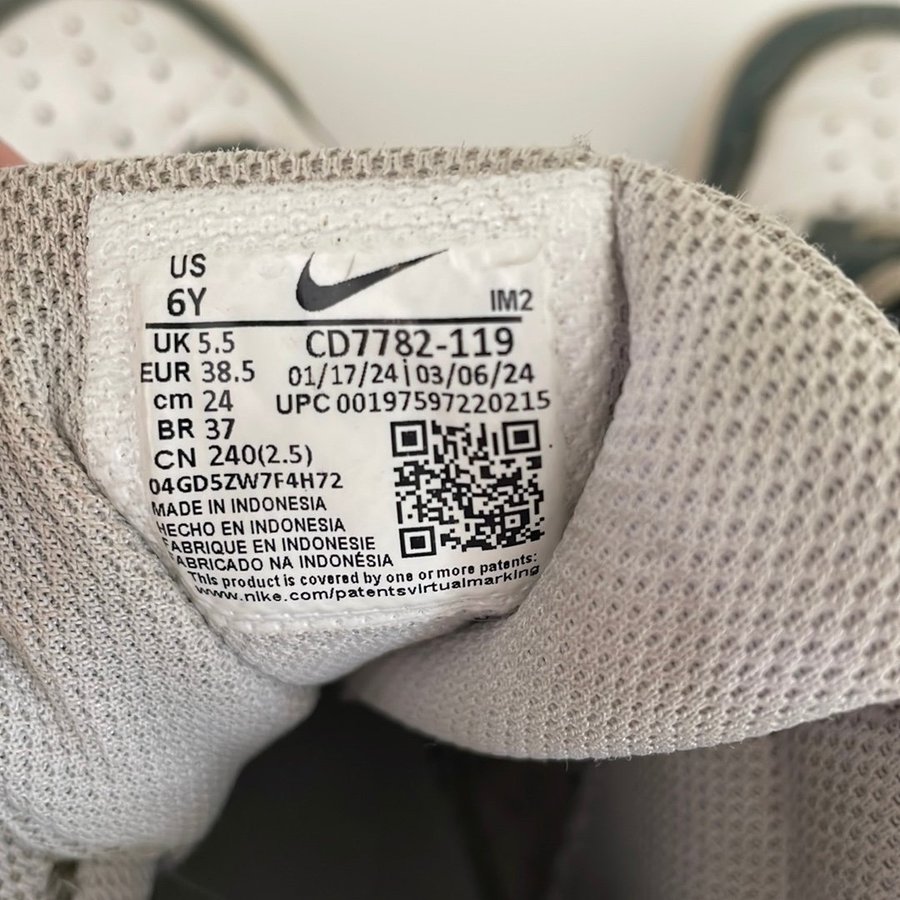 US
6Y
IM2
UK 5.5
CD7782-119
EUR 38.5
01/17/24 | 03/06/24
cm 24
UPC 00197597220215
BR 37
CN 240(2.5)
04GD5ZW7F4H72
MADE IN INDONESIA
HECHO EN INDONESIA
FABRIQUE EN INDONESIE
FABRICADO NA INDONÉSIA
This product is covered by one or more patents:
www.nike.com/patentsvirtualmarking